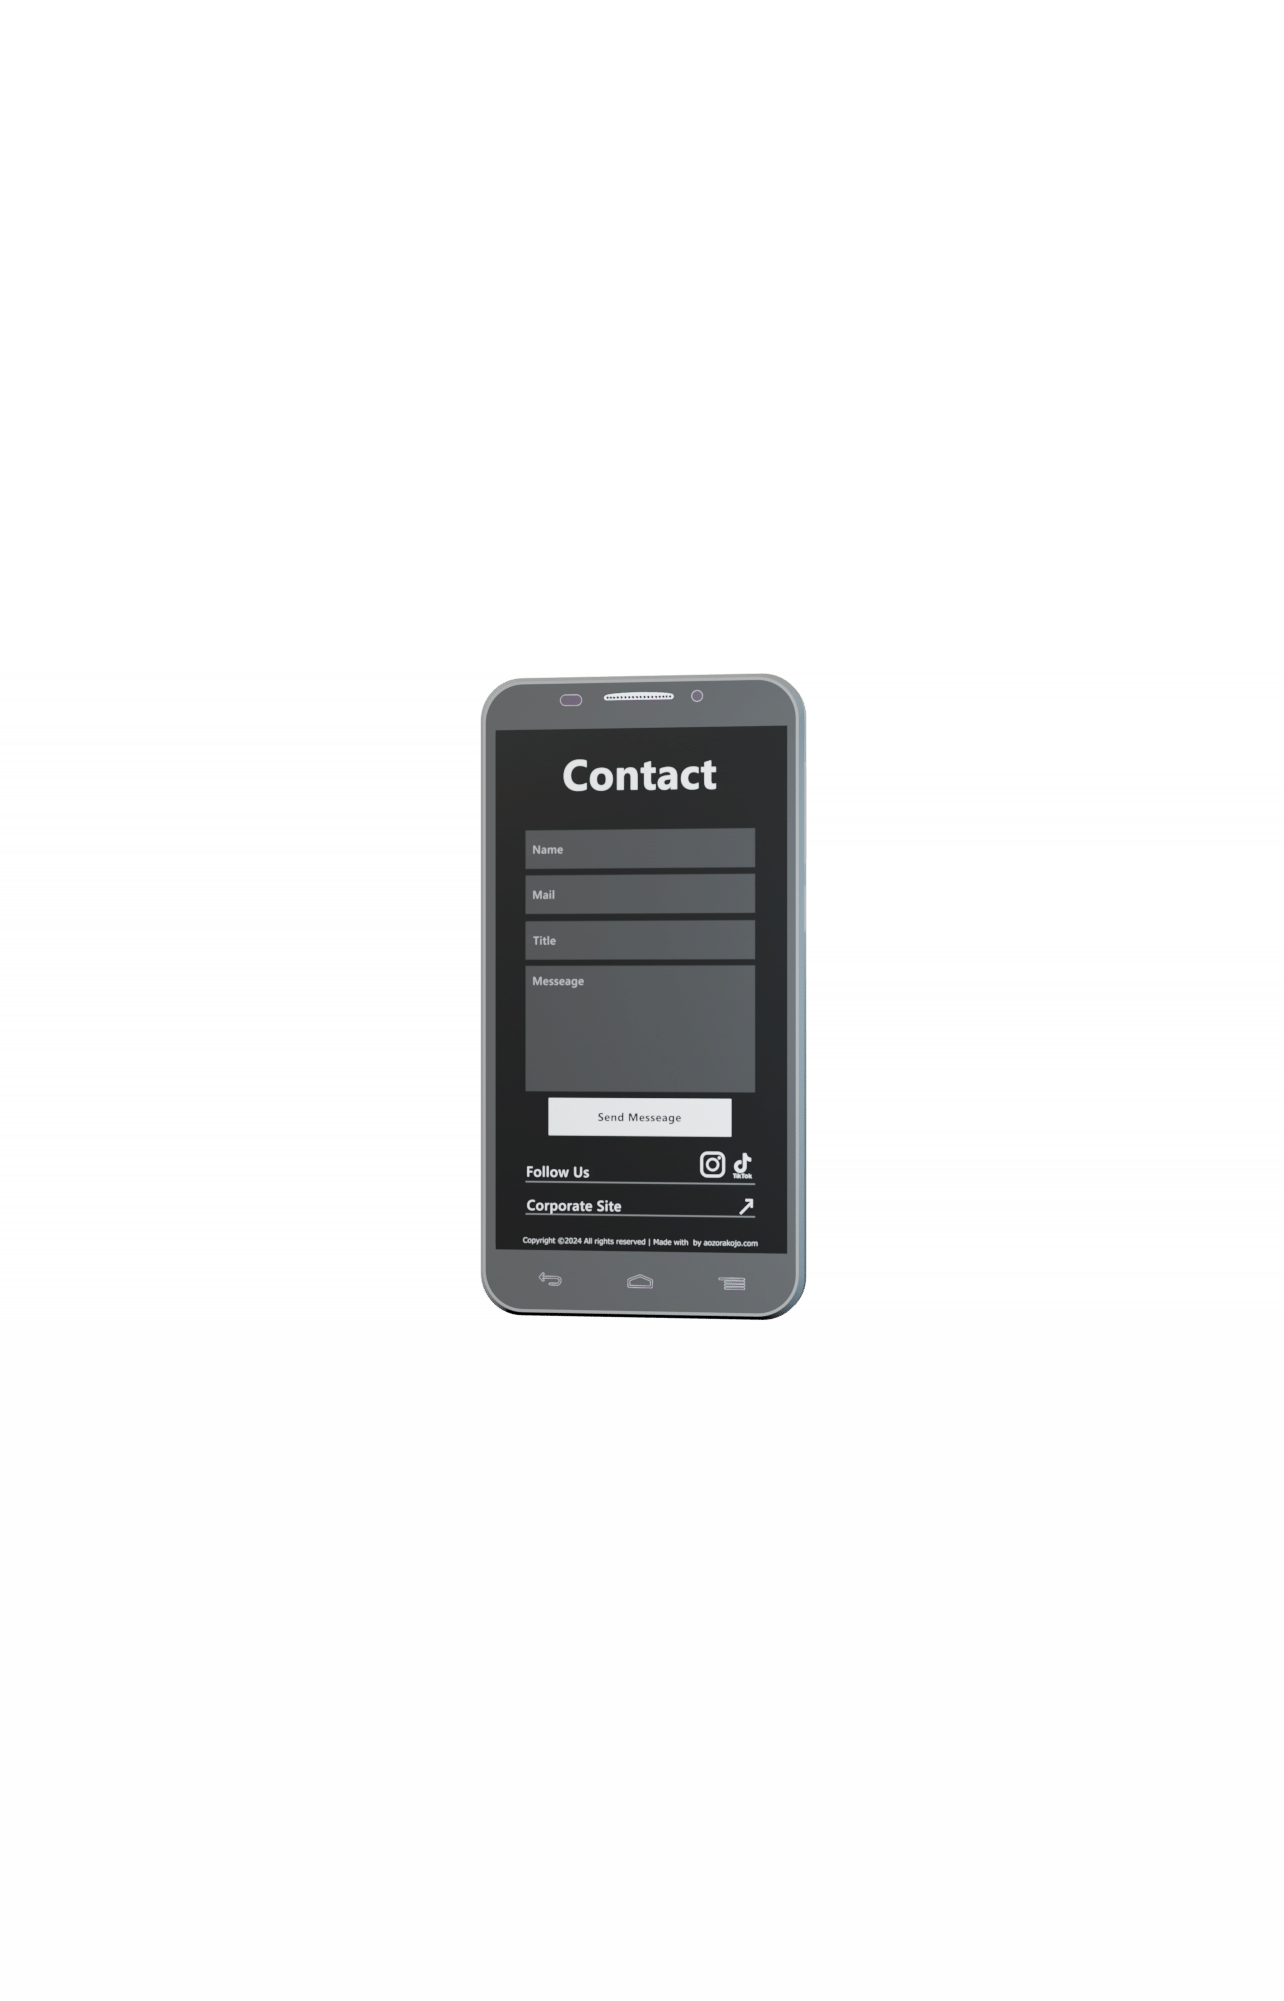 Contact
Name
Mail
Title
Messeage
Send Messeage
Follow Us
TikTok
Corporate Site
Copyright ©2024 All rights reserved | Made with by aozorakojo.com